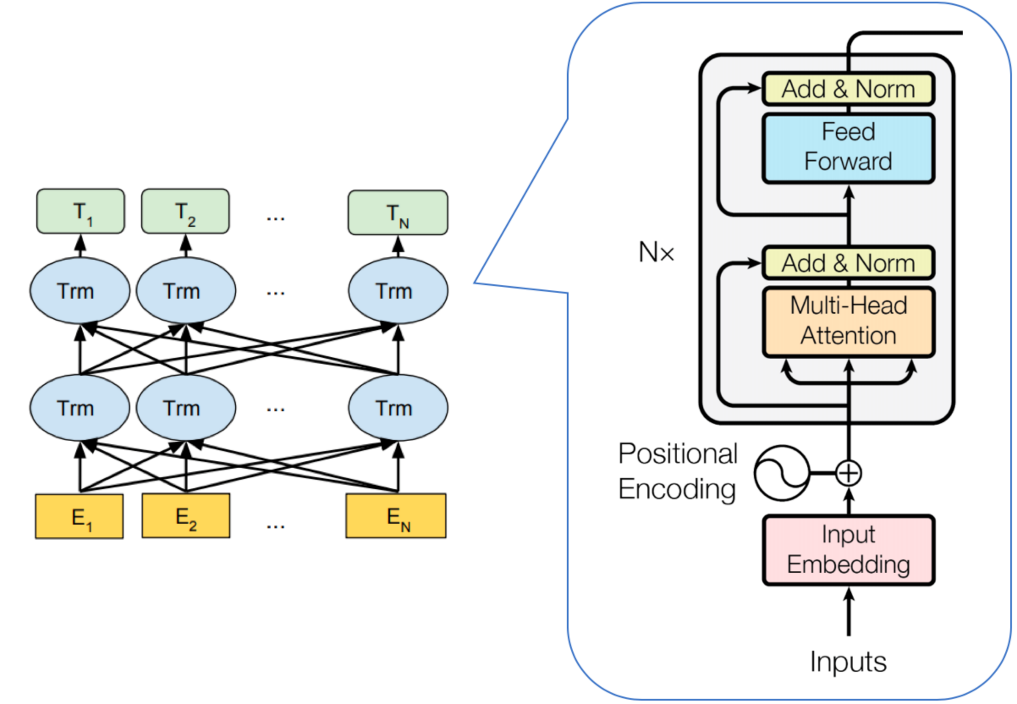 T1 T2 ... TN
Trm Trm ... Trm
Trm Trm ... Trm
E1 E2 ... EN
Add & Norm
Feed
Forward
Nx
Add & Norm
Multi-Head
Attention
Positional
Encoding
Input
Embedding
Inputs